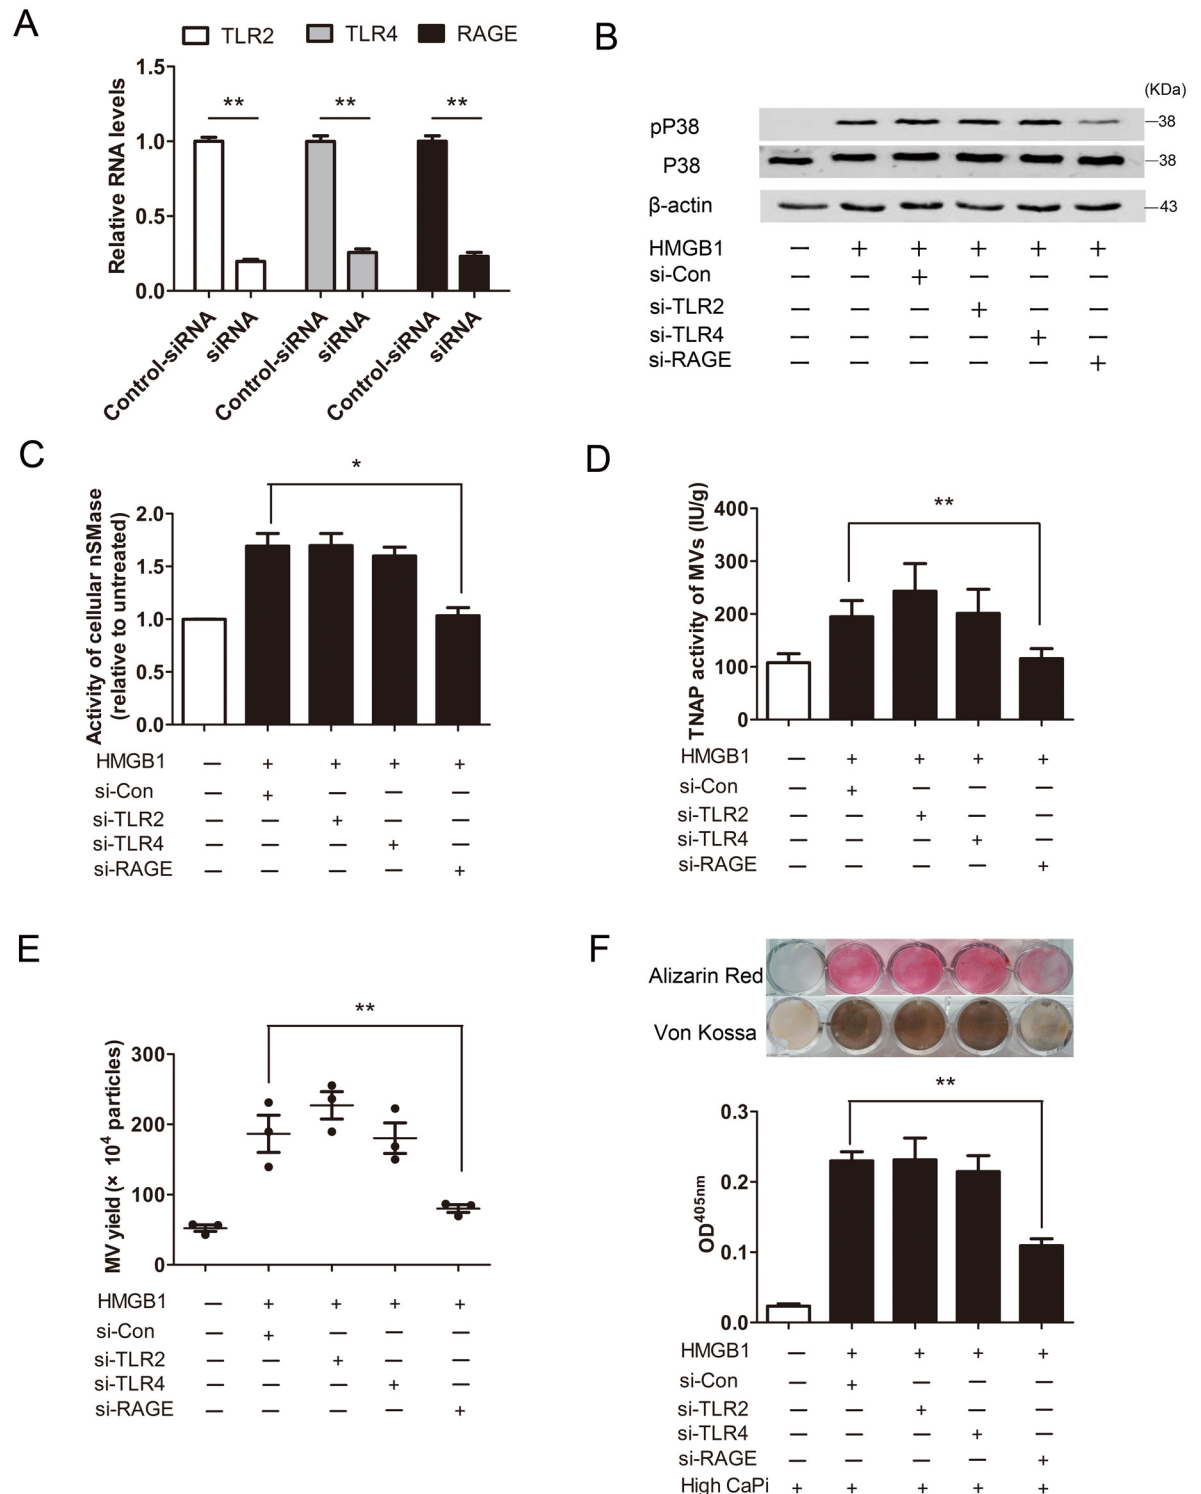 A
TLR2 TLR4 RAGE
Relative RNA levels
1.5
1.0
0.5
0.0
** ** **
Control-siRNA siRNA Control-siRNA siRNA Control-siRNA siRNA
B
(KDa)
pP38 —38
P38 —38
β-actin —43
HMGB1 — + + + + +
si-Con — — + — — —
si-TLR2 — — — + — —
si-TLR4 — — — — + —
si-RAGE — — — — — +
C
Activity of cellular nSMase
(relative to untreated)
2.0
1.5
1.0
0.5
0.0
*
HMGB1 — + + + +
si-Con — + — — —
si-TLR2 — — + — —
si-TLR4 — — — + —
si-RAGE — — — — +
D
TNAP activity of MVs (IU/g)
400
300
200
100
0
**
HMGB1 — + + + +
si-Con — + — — —
si-TLR2 — — + — —
si-TLR4 — — — + —
si-RAGE — — — — +
E
MV yield (× 10⁴ particles)
300
200
100
0
**
HMGB1 — + + + +
si-Con — + — — —
si-TLR2 — — + — —
si-TLR4 — — — + —
si-RAGE — — — — +
F
Alizarin Red
Von Kossa
OD405nm
0.3
0.2
0.1
0.0
**
HMGB1 — + + + +
si-Con — + — — —
si-TLR2 — — + — —
si-TLR4 — — — + —
si-RAGE — — — — +
High CaPi + + + + +